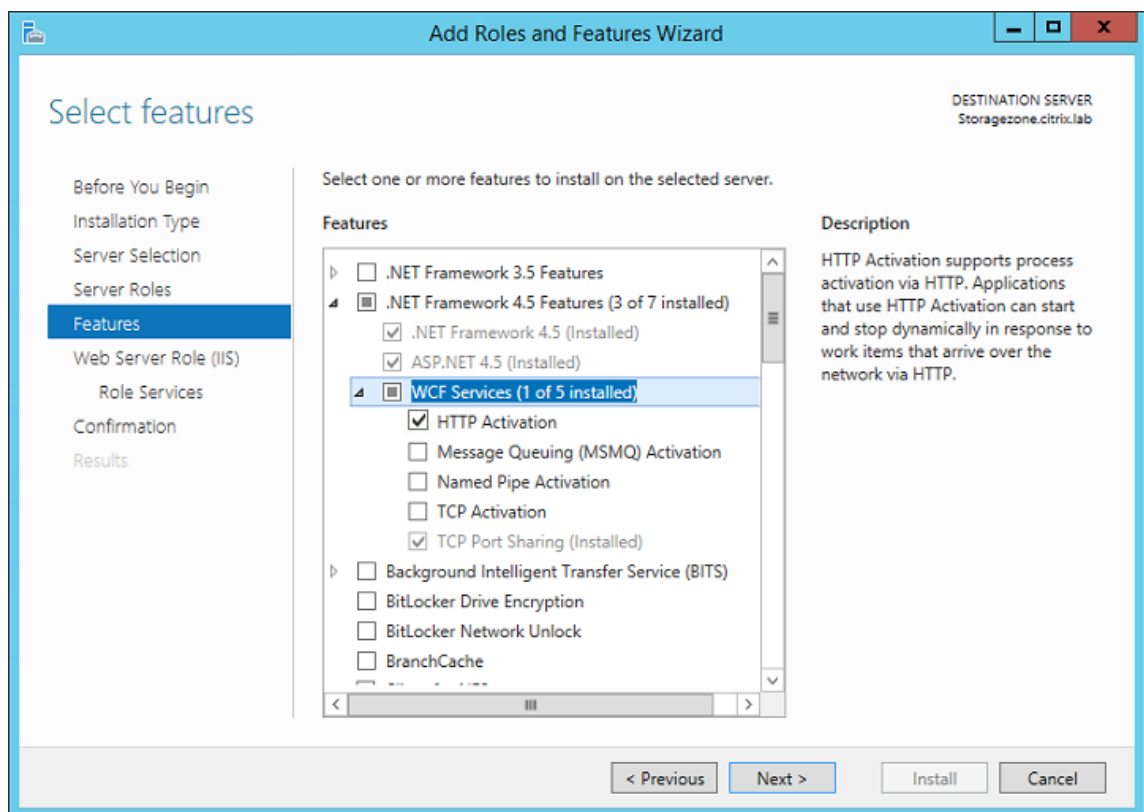 Add Roles and Features Wizard
Select features
DESTINATION SERVER
Storagezone.citrix.lab
Before You Begin
Installation Type
Server Selection
Server Roles
Features
Web Server Role (IIS)
Role Services
Confirmation
Results
Select one or more features to install on the selected server.
Features
.NET Framework 3.5 Features
.NET Framework 4.5 Features (3 of 7 installed)
.NET Framework 4.5 (Installed)
ASP.NET 4.5 (Installed)
WCF Services (1 of 5 installed)
HTTP Activation
Message Queuing (MSMQ) Activation
Named Pipe Activation
TCP Activation
TCP Port Sharing (Installed)
Background Intelligent Transfer Service (BITS)
BitLocker Drive Encryption
BitLocker Network Unlock
BranchCache
Description
HTTP Activation supports process
activation via HTTP. Applications
that use HTTP Activation can start
and stop dynamically in response to
work items that arrive over the
network via HTTP.
< Previous
Next >
Install
Cancel